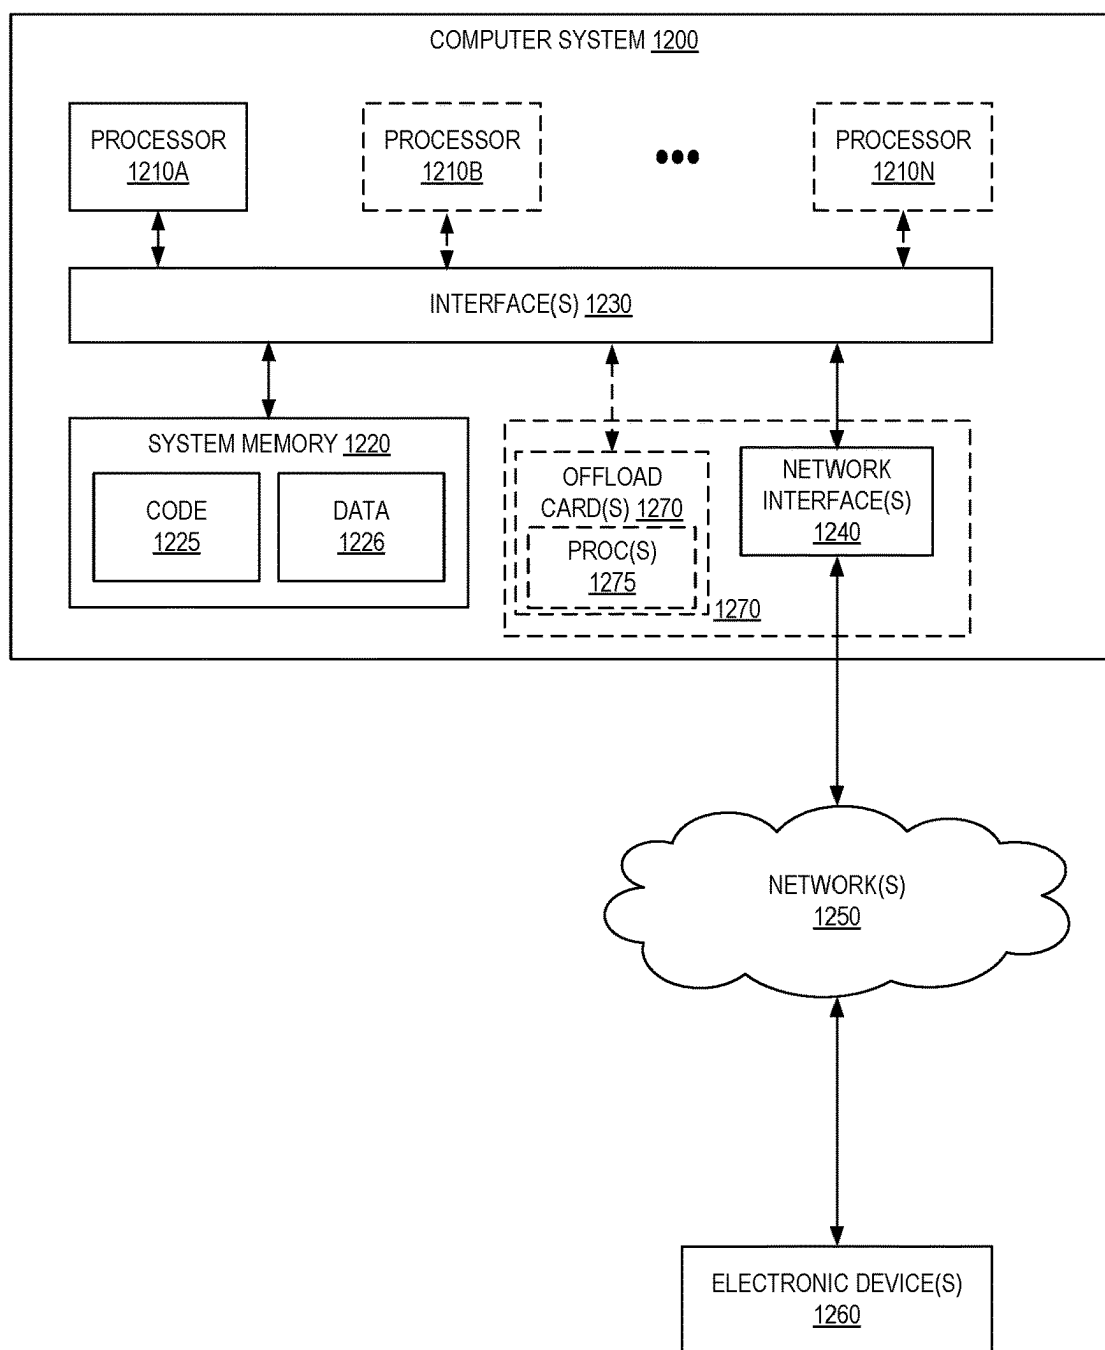 COMPUTER SYSTEM 1200
PROCESSOR
1210A
PROCESSOR
1210B
PROCESSOR
1210N
INTERFACE(S) 1230
SYSTEM MEMORY 1220
CODE
1225
DATA
1226
OFFLOAD
CARD(S) 1270
PROC(S)
1275
1270
NETWORK
INTERFACE(S)
1240
NETWORK(S)
1250
ELECTRONIC DEVICE(S)
1260